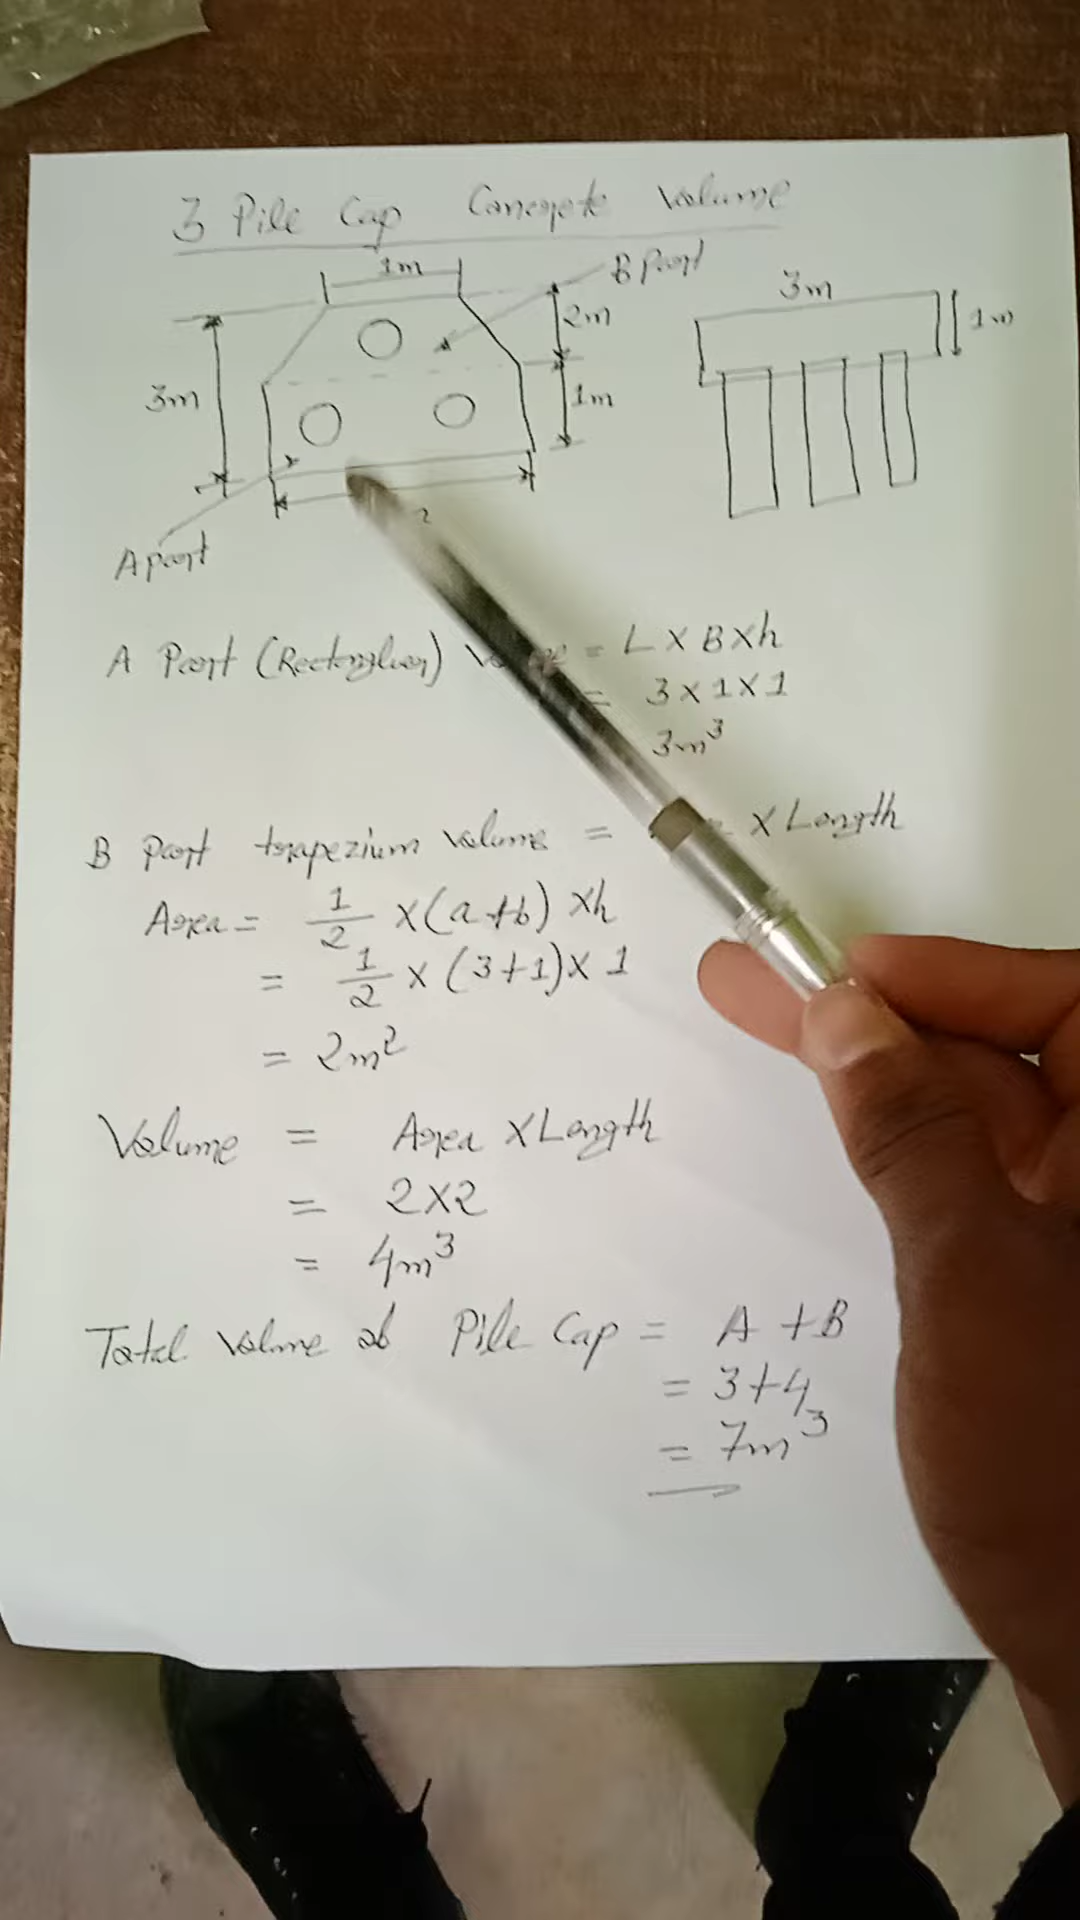 3 Pile Cap Concrete Volume
1m
B Part
3m
2m
1m
3m
1m
A part
A Part (Rectangluer) = L X B X h
= 3 X 1 X 1
3m³
B Part trapezium Volume = X Length
Area = 1/2 X (a+b) X h
= 1/2 X (3+1) X 1
= 2m²
Volume = Area X Length
= 2X2
= 4m³
Total Volume of Pile Cap = A + B
= 3+4
= 7m³